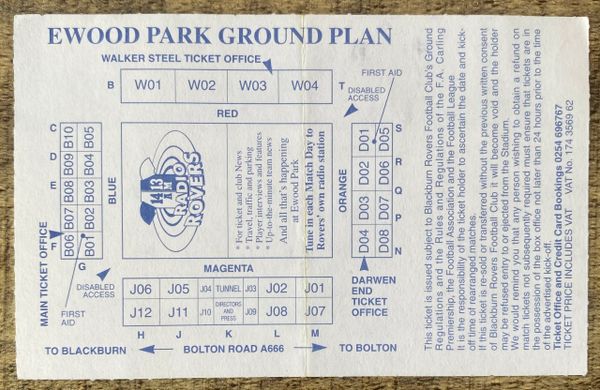 EWOOD PARK GROUND PLAN
WALKER STEEL TICKET OFFICE
FIRST AID
B W01 W02 W03 W04 T
DISABLED ACCESS
RED
C D E F G
B10 B05
B09 B04
B08 B03
B07 B02
B06 B01
BLUE
MAIN TICKET OFFICE
FIRST AID
DISABLED ACCESS
1413 AM
RADIO ROVERS
* For ticket and club News
* Travel, traffic and parking
* Player interviews and features
* Up-to-the-minute team news
And all that's happening
at Ewood Park
Tune in each Match Day to
Rovers' own radio station
ORANGE
D01 D05
D02 D06
D03 D07
D04 D08
S R Q P N
DARWEN
END
TICKET
OFFICE
MAGENTA
J06 J05 J04 TUNNEL J03 J02 J01
J12 J11 J10 DIRECTORS AND PRESS J09 J08 J07
H J K L M
TO BLACKBURN BOLTON ROAD A666 TO BOLTON
This ticket is issued subject to Blackburn Rovers Football Club's Ground
Regulations and the Rules and Regulations of the F.A. Carling
Premiership, the Football Association and the Football League
It is the responsibility of the ticket holder to ascertain the date and kick-
off time of rearranged matches.
If this ticket is re-sold or transferred without the previous written consent
of Blackburn Rovers Football Club it will become void and the holder
may be refused entry to or ejected from the Stadium.
We would remind you that any person wishing to obtain a refund on
match tickets not subsequently required must ensure that tickets are in
the possession of the box office not later than 24 hours prior to the time
of the advertised kick-off.
Ticket Office and Credit Card Bookings 0254 696767
TICKET PRICE INCLUDES VAT VAT No. 174 3569 62